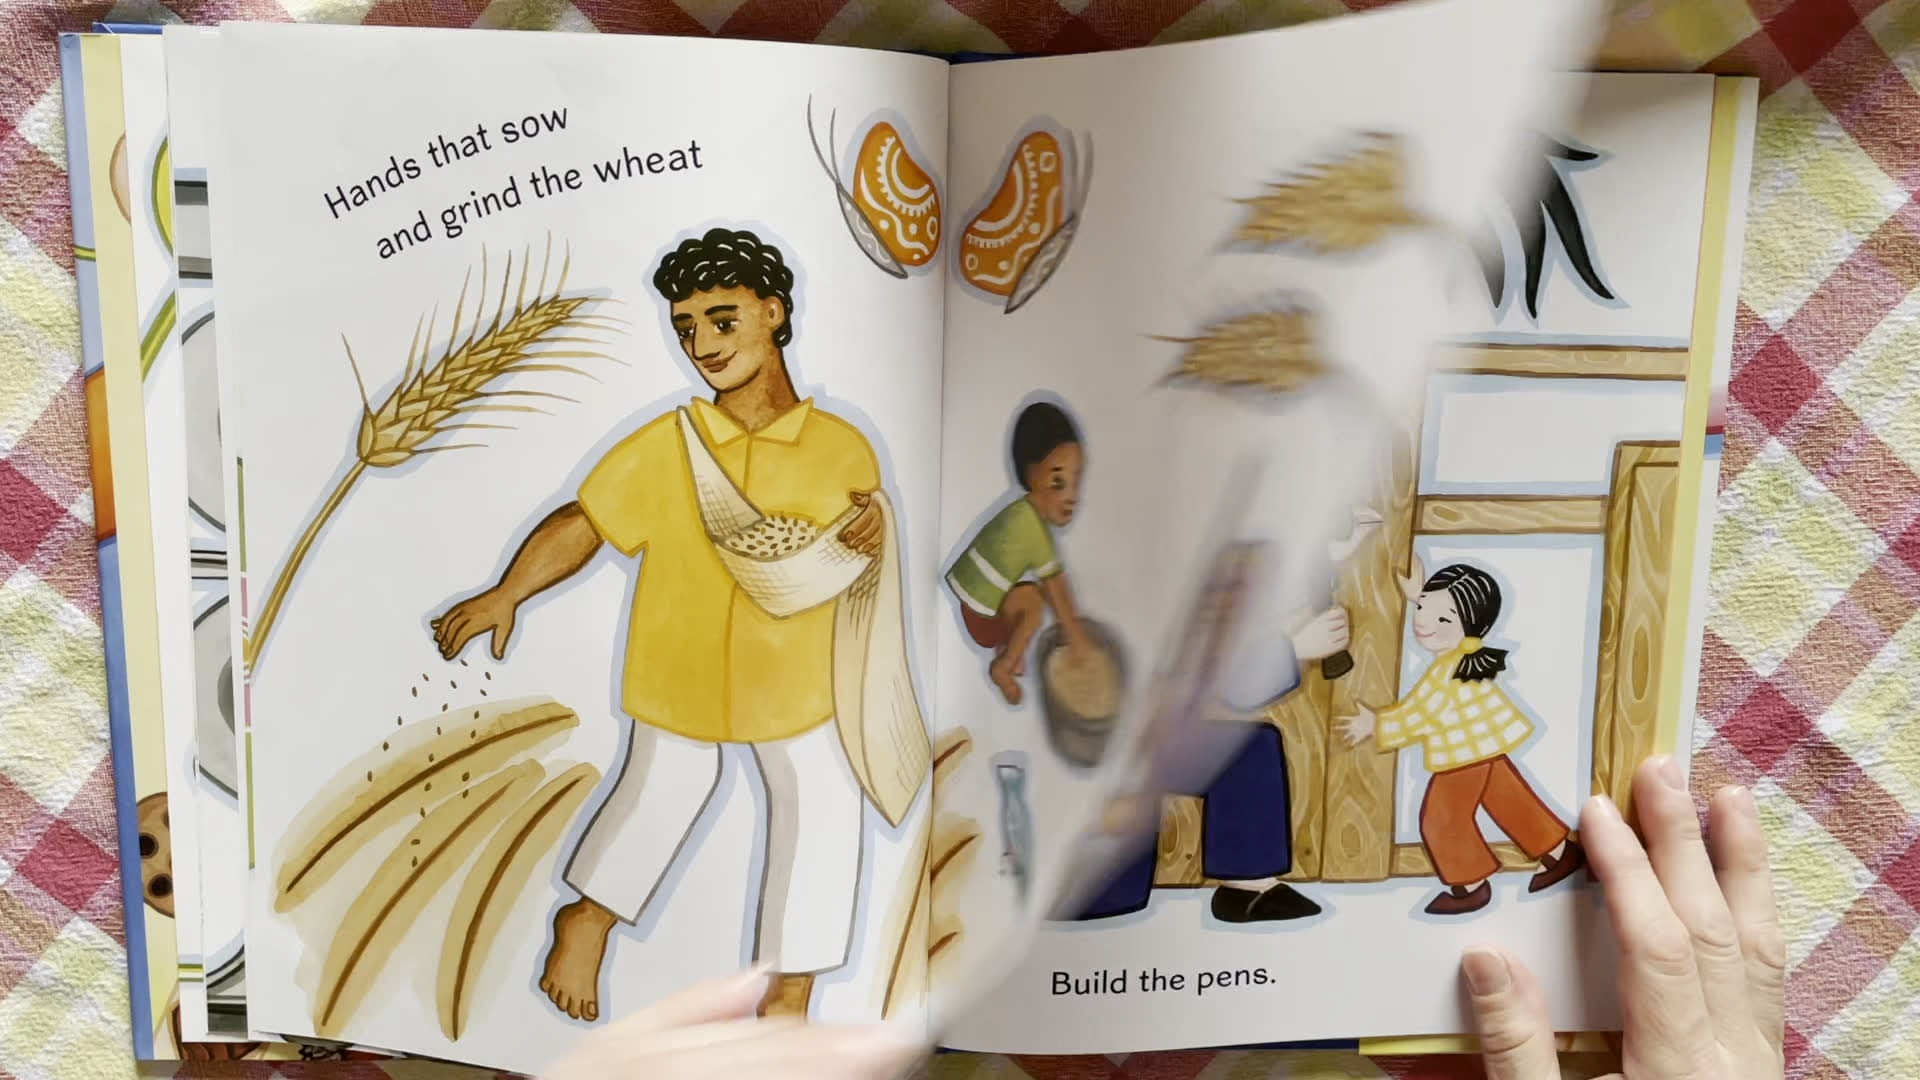 Hands that sow
and grind the wheat
Build the pens.